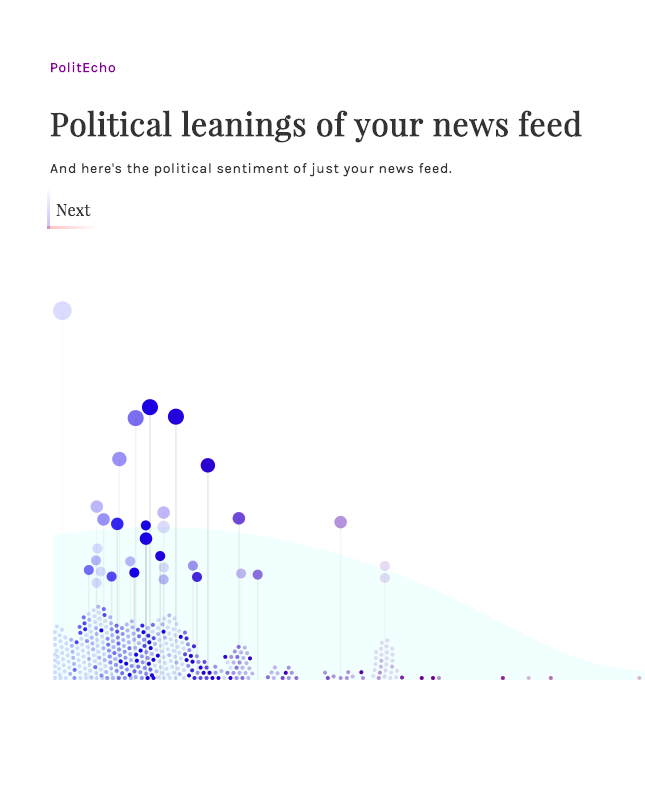 PolitEcho
Political leanings of your news feed
And here's the political sentiment of just your news feed.
Next